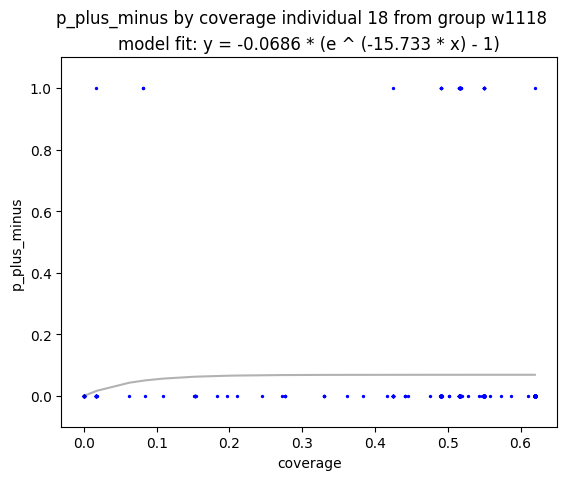 p_plus_minus by coverage individual 18 from group w1118
model fit: y = -0.0686 * (e ^ (-15.733 * x) - 1)
1.0
0.8
0.6
0.4
0.2
0.0
p_plus_minus
0.0 0.1 0.2 0.3 0.4 0.5 0.6
coverage